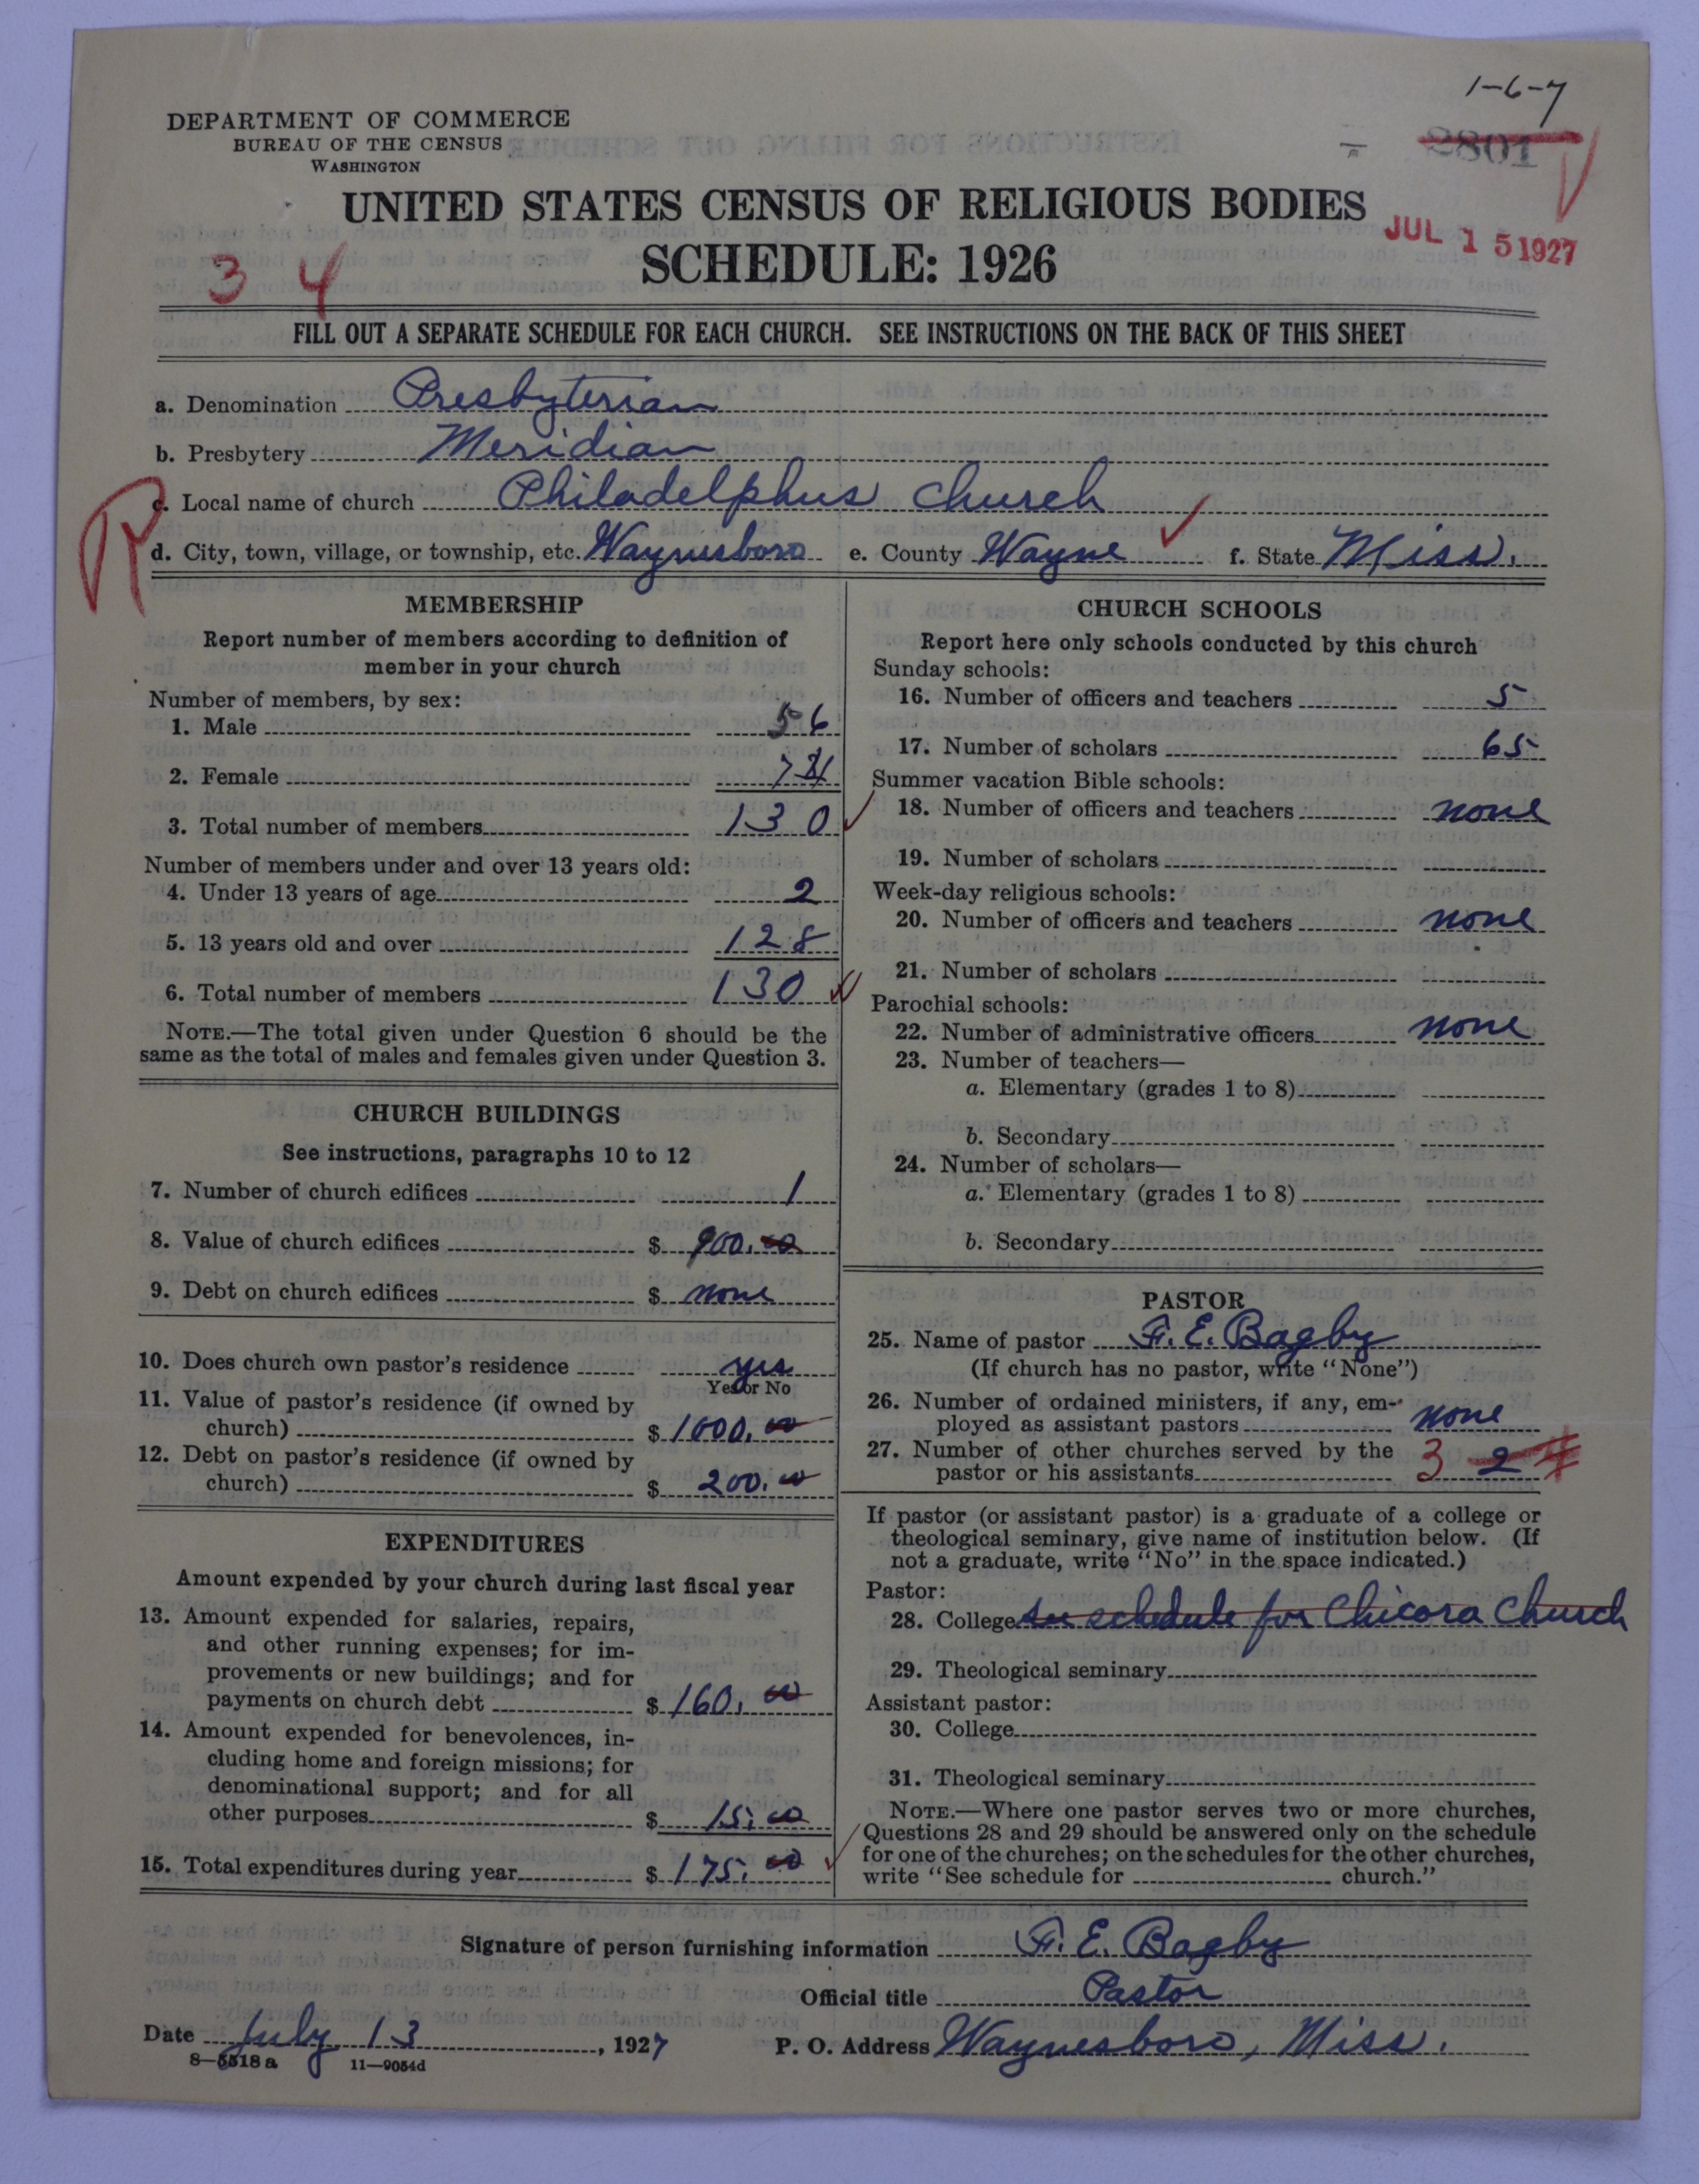 1-6-7
DEPARTMENT OF COMMERCE
BUREAU OF THE CENSUS
WASHINGTON
2801
UNITED STATES CENSUS OF RELIGIOUS BODIES
JUL 15 1927
3 4
SCHEDULE: 1926
FILL OUT A SEPARATE SCHEDULE FOR EACH CHURCH. SEE INSTRUCTIONS ON THE BACK OF THIS SHEET
a. Denomination Presbyterian
b. Presbytery Meridian
R
c. Local name of church Philadelphus Church
d. City, town, village, or township, etc. Waynesboro e. County Wayne f. State Miss.
MEMBERSHIP
Report number of members according to definition of
member in your church
Number of members, by sex:
1. Male 56
2. Female 74
3. Total number of members 130
Number of members under and over 13 years old:
4. Under 13 years of age 2
5. 13 years old and over 128
6. Total number of members 130
NOTE.—The total given under Question 6 should be the
same as the total of males and females given under Question 3.
CHURCH BUILDINGS
See instructions, paragraphs 10 to 12
7. Number of church edifices 1
8. Value of church edifices $ 900.00
9. Debt on church edifices $ none
10. Does church own pastor's residence yes
Yes or No
11. Value of pastor's residence (if owned by
church) $ 1000.00
12. Debt on pastor's residence (if owned by
church) $ 200.00
EXPENDITURES
Amount expended by your church during last fiscal year
13. Amount expended for salaries, repairs,
and other running expenses; for im-
provements or new buildings; and for
payments on church debt $ 160.00
14. Amount expended for benevolences, in-
cluding home and foreign missions; for
denominational support; and for all
other purposes $ 15.00
15. Total expenditures during year $ 175.00
CHURCH SCHOOLS
Report here only schools conducted by this church
Sunday schools:
16. Number of officers and teachers 5
17. Number of scholars 65
Summer vacation Bible schools:
18. Number of officers and teachers none
19. Number of scholars
Week-day religious schools:
20. Number of officers and teachers none
21. Number of scholars
Parochial schools:
22. Number of administrative officers none
23. Number of teachers—
a. Elementary (grades 1 to 8)
b. Secondary
24. Number of scholars—
a. Elementary (grades 1 to 8)
b. Secondary
PASTOR
25. Name of pastor F. E. Bagby
(If church has no pastor, write "None")
26. Number of ordained ministers, if any, em-
ployed as assistant pastors none
27. Number of other churches served by the
pastor or his assistants 3 2
If pastor (or assistant pastor) is a graduate of a college or
theological seminary, give name of institution below. (If
not a graduate, write "No" in the space indicated.)
Pastor:
28. College see schedule for Chicora Church
29. Theological seminary
Assistant pastor:
30. College
31. Theological seminary
NOTE.—Where one pastor serves two or more churches,
Questions 28 and 29 should be answered only on the schedule
for one of the churches; on the schedules for the other churches,
write "See schedule for church."
Signature of person furnishing information F. E. Bagby
Official title Pastor
Date July 13, 1927 P. O. Address Waynesboro, Miss.
8—5518a 11—9054d